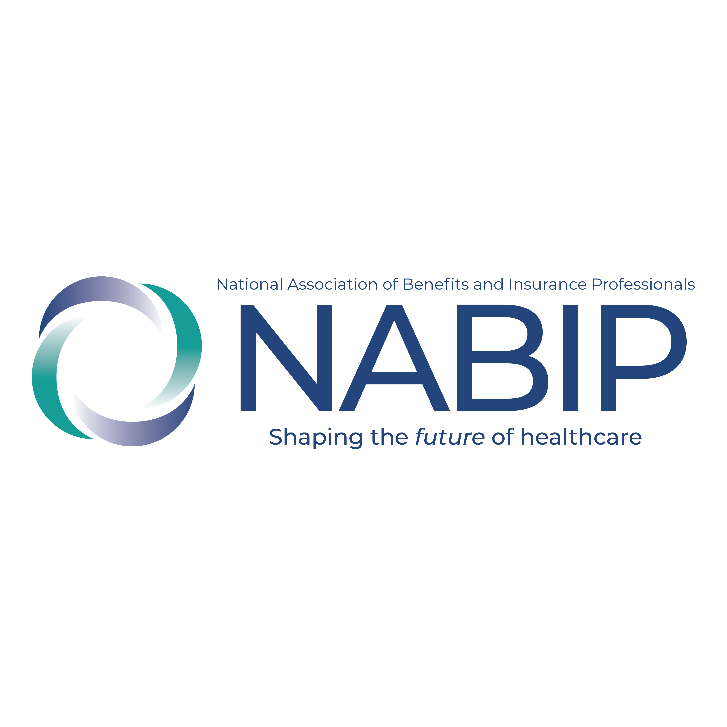 National Association of Benefits and Insurance Professionals
NABIP
Shaping the future of healthcare